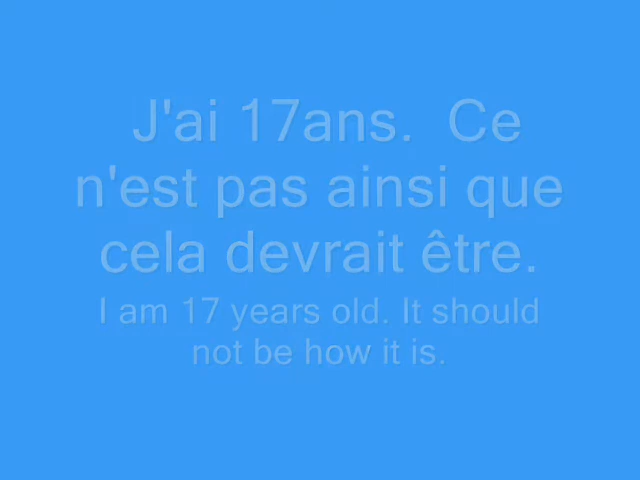 J'ai 17ans.  Ce
n'est pas ainsi que
cela devrait être.
I am 17 years old. It should
not be how it is.